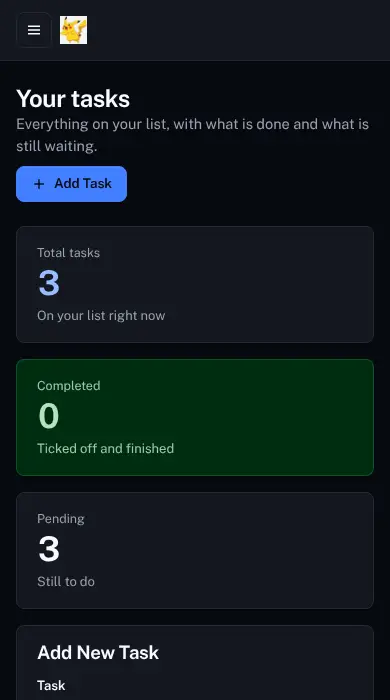 Your tasks
Everything on your list, with what is done and what is
still waiting.
+ Add Task
Total tasks
3
On your list right now
Completed
0
Ticked off and finished
Pending
3
Still to do
Add New Task
Task